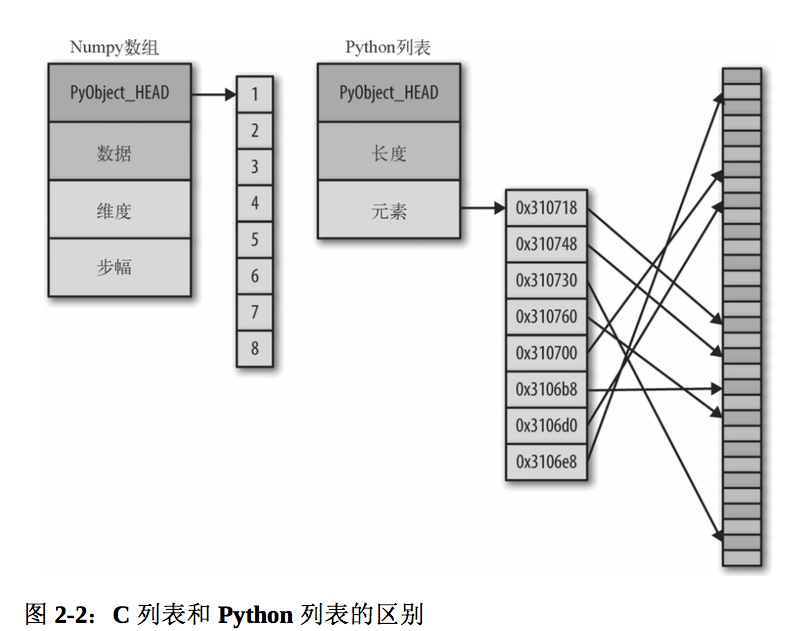 Numpy数组
PyObject_HEAD
数据
维度
步幅
1
2
3
4
5
6
7
8
Python列表
PyObject_HEAD
长度
元素
0x310718
0x310748
0x310730
0x310760
0x310700
0x3106b8
0x3106d0
0x3106e8
图 2-2：C 列表和 Python 列表的区别